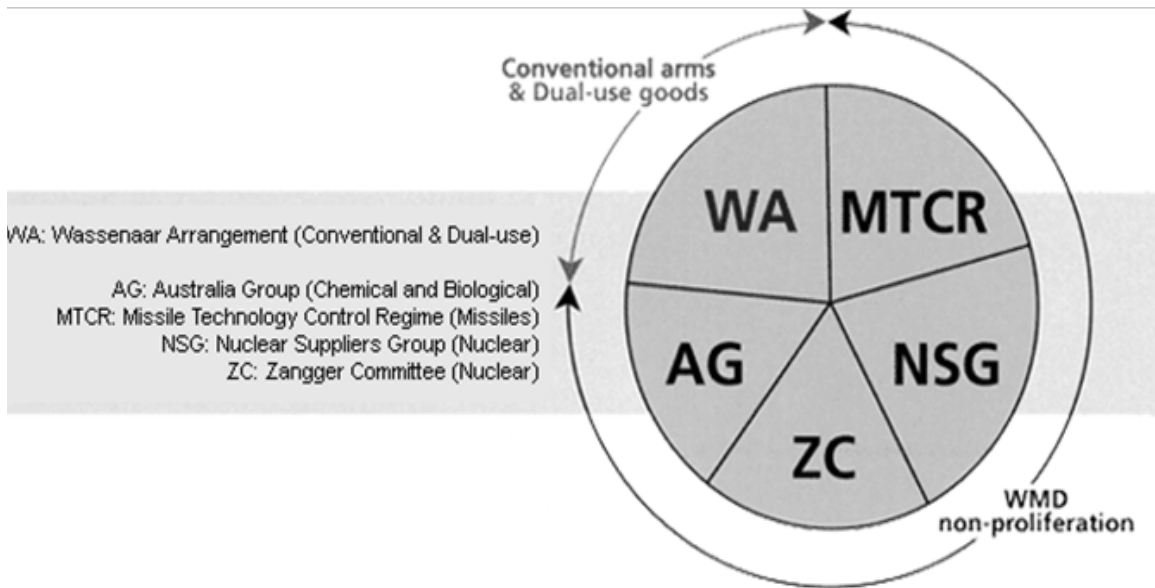 Conventional arms
& Dual-use goods
WA
MTCR
WA: Wassenaar Arrangement (Conventional & Dual-use)
AG: Australia Group (Chemical and Biological)
MTCR: Missile Technology Control Regime (Missiles)
NSG: Nuclear Suppliers Group (Nuclear)
ZC: Zangger Committee (Nuclear)
AG
NSG
ZC
WMD
non-proliferation